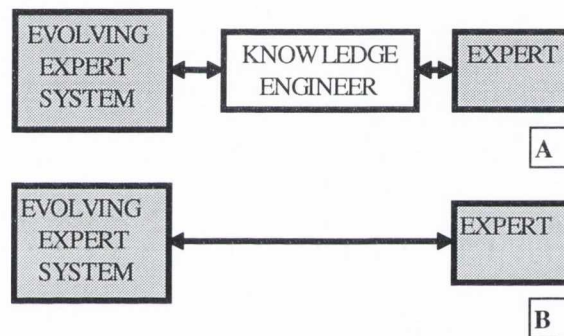 EVOLVING
EXPERT
SYSTEM
KNOWLEDGE
ENGINEER
EXPERT
A
EVOLVING
EXPERT
SYSTEM
EXPERT
B